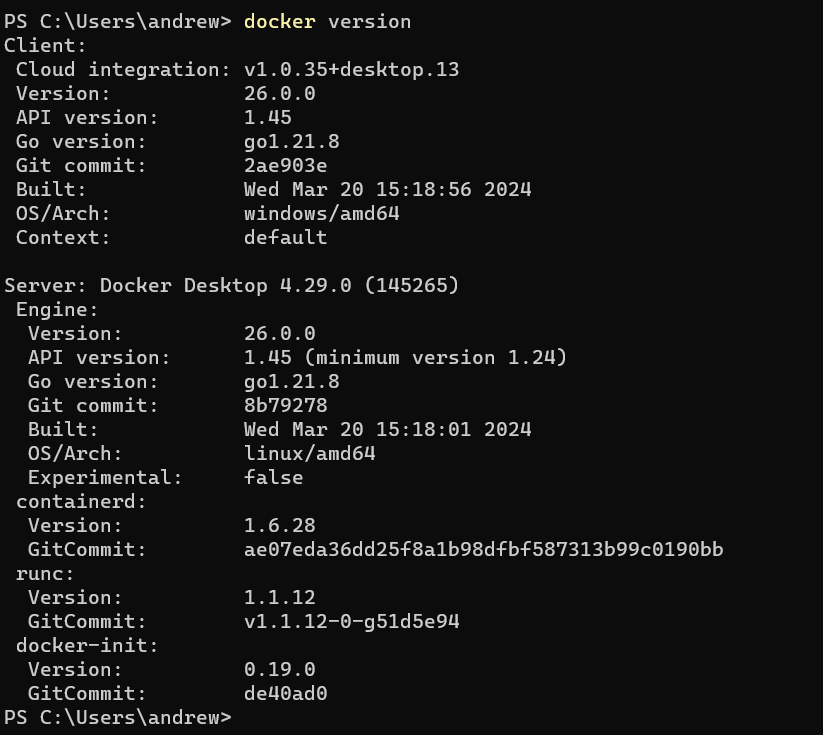 PS C:\Users\andrew> docker version
Client:
 Cloud integration: v1.0.35+desktop.13
 Version:           26.0.0
 API version:       1.45
 Go version:        go1.21.8
 Git commit:        2ae903e
 Built:             Wed Mar 20 15:18:56 2024
 OS/Arch:           windows/amd64
 Context:           default

Server: Docker Desktop 4.29.0 (145265)
 Engine:
  Version:          26.0.0
  API version:      1.45 (minimum version 1.24)
  Go version:       go1.21.8
  Git commit:       8b79278
  Built:            Wed Mar 20 15:18:01 2024
  OS/Arch:          linux/amd64
  Experimental:     false
 containerd:
  Version:          1.6.28
  GitCommit:        ae07eda36dd25f8a1b98dfbf587313b99c0190bb
 runc:
  Version:          1.1.12
  GitCommit:        v1.1.12-0-g51d5e94
 docker-init:
  Version:          0.19.0
  GitCommit:        de40ad0
PS C:\Users\andrew>